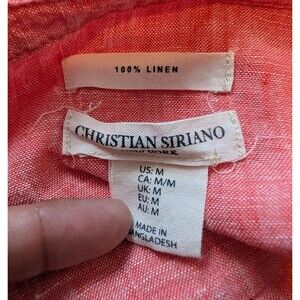 100% LINEN
CHRISTIAN SIRIANO
US: M
CA: M/M
UK: M
EU: M
AU: M
MADE IN
BANGLADESH